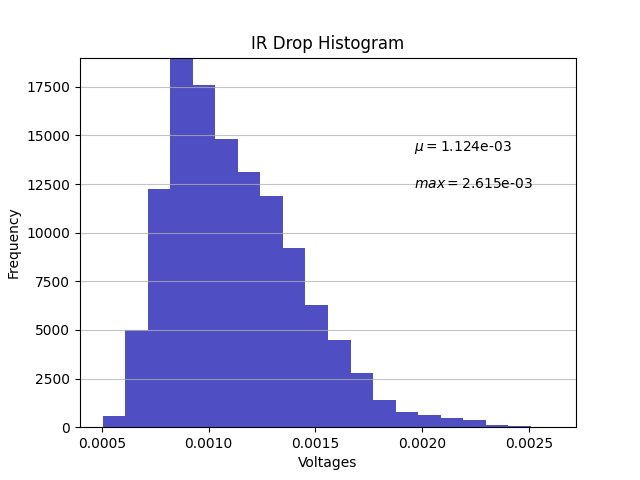 IR Drop Histogram
17500
15000
12500
10000
7500
5000
2500
0
Frequency
μ = 1.124e-03
max = 2.615e-03
0.0005 0.0010 0.0015 0.0020 0.0025
Voltages